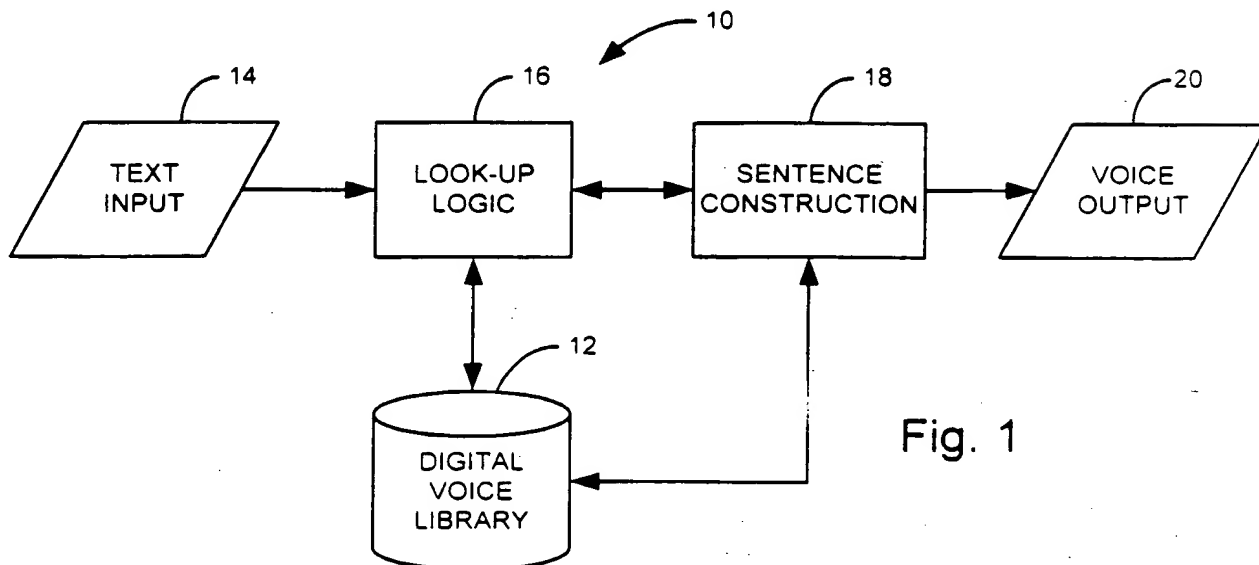 10
14
16
18
20
TEXT
INPUT
LOOK-UP
LOGIC
SENTENCE
CONSTRUCTION
VOICE
OUTPUT
12
DIGITAL
VOICE
LIBRARY
Fig. 1